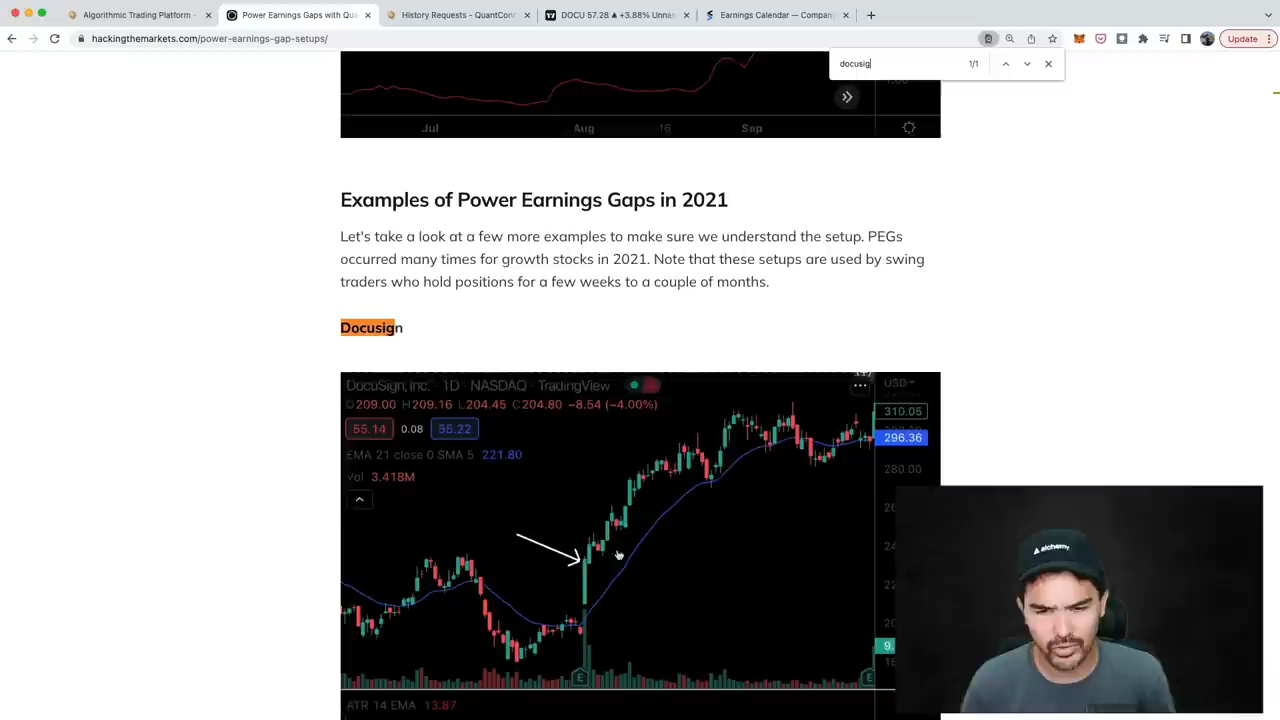 Algorithmic Trading Platform -
Power Earnings Gaps with Qu
History Requests - QuantCon
DOCU 57.28 ▲ +3.88% Unna
Earnings Calendar — Compan
hackingthemarkets.com/power-earnings-gap-setups/
Update
docusig
1/1
Jul Aug 16 Sep
Examples of Power Earnings Gaps in 2021
Let's take a look at a few more examples to make sure we understand the setup. PEGs
occurred many times for growth stocks in 2021. Note that these setups are used by swing
traders who hold positions for a few weeks to a couple of months.
Docusign
DocuSign, Inc. · 1D · NASDAQ · TradingView
USD
O209.00 H209.16 L204.45 C204.80 −8.54 (−4.00%)
310.05
55.14 0.08 55.22
296.36
EMA 21 close 0 SMA 5 221.80
280.00
Vol 3.418M
E
E
ATR 14 EMA 13.87
alchemy